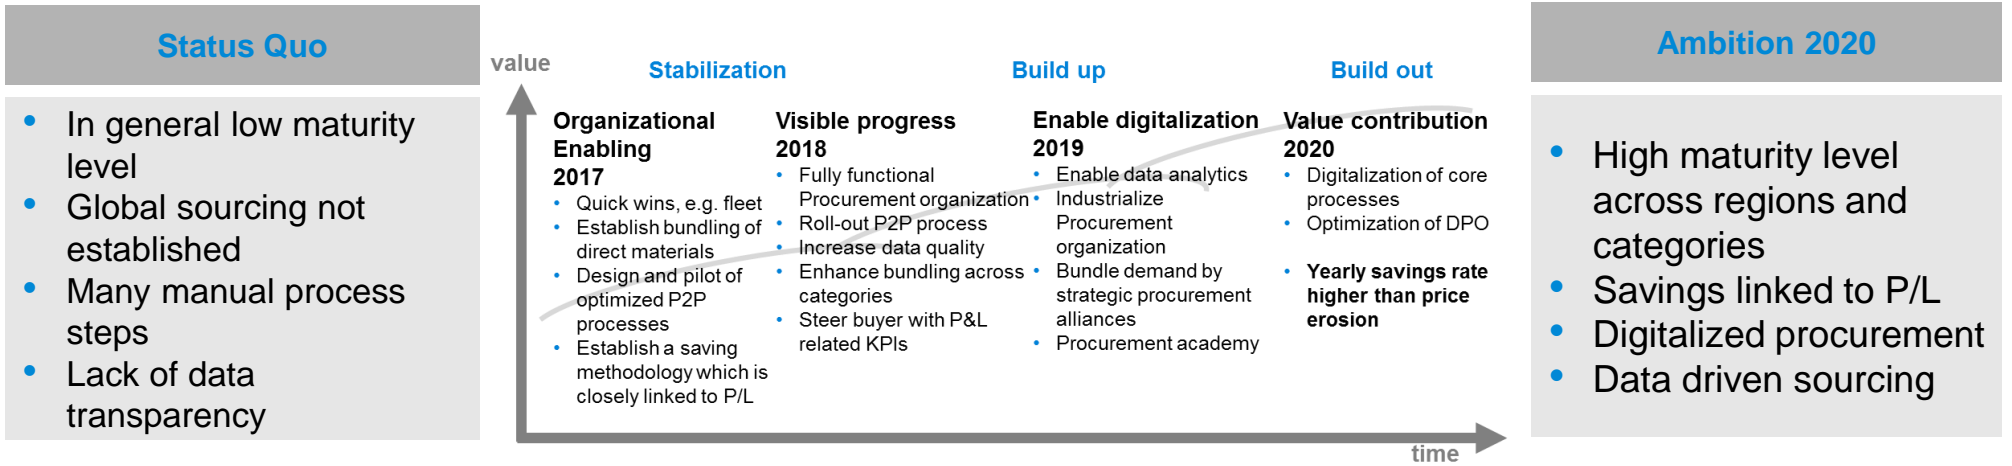 Status Quo
• In general low maturity
level
• Global sourcing not
established
• Many manual process
steps
• Lack of data
transparency
value
Stabilization
Build up
Build out
Organizational
Enabling
2017
• Quick wins, e.g. fleet
• Establish bundling of
direct materials
• Design and pilot of
optimized P2P
processes
• Establish a saving
methodology which is
closely linked to P/L
Visible progress
2018
• Fully functional
Procurement organization
• Roll-out P2P process
• Increase data quality
• Enhance bundling across
categories
• Steer buyer with P&L
related KPIs
Enable digitalization
2019
• Enable data analytics
• Industrialize
Procurement
organization
• Bundle demand by
strategic procurement
alliances
• Procurement academy
Value contribution
2020
• Digitalization of core
processes
• Optimization of DPO
• Yearly savings rate
higher than price
erosion
time
Ambition 2020
• High maturity level
across regions and
categories
• Savings linked to P/L
• Digitalized procurement
• Data driven sourcing